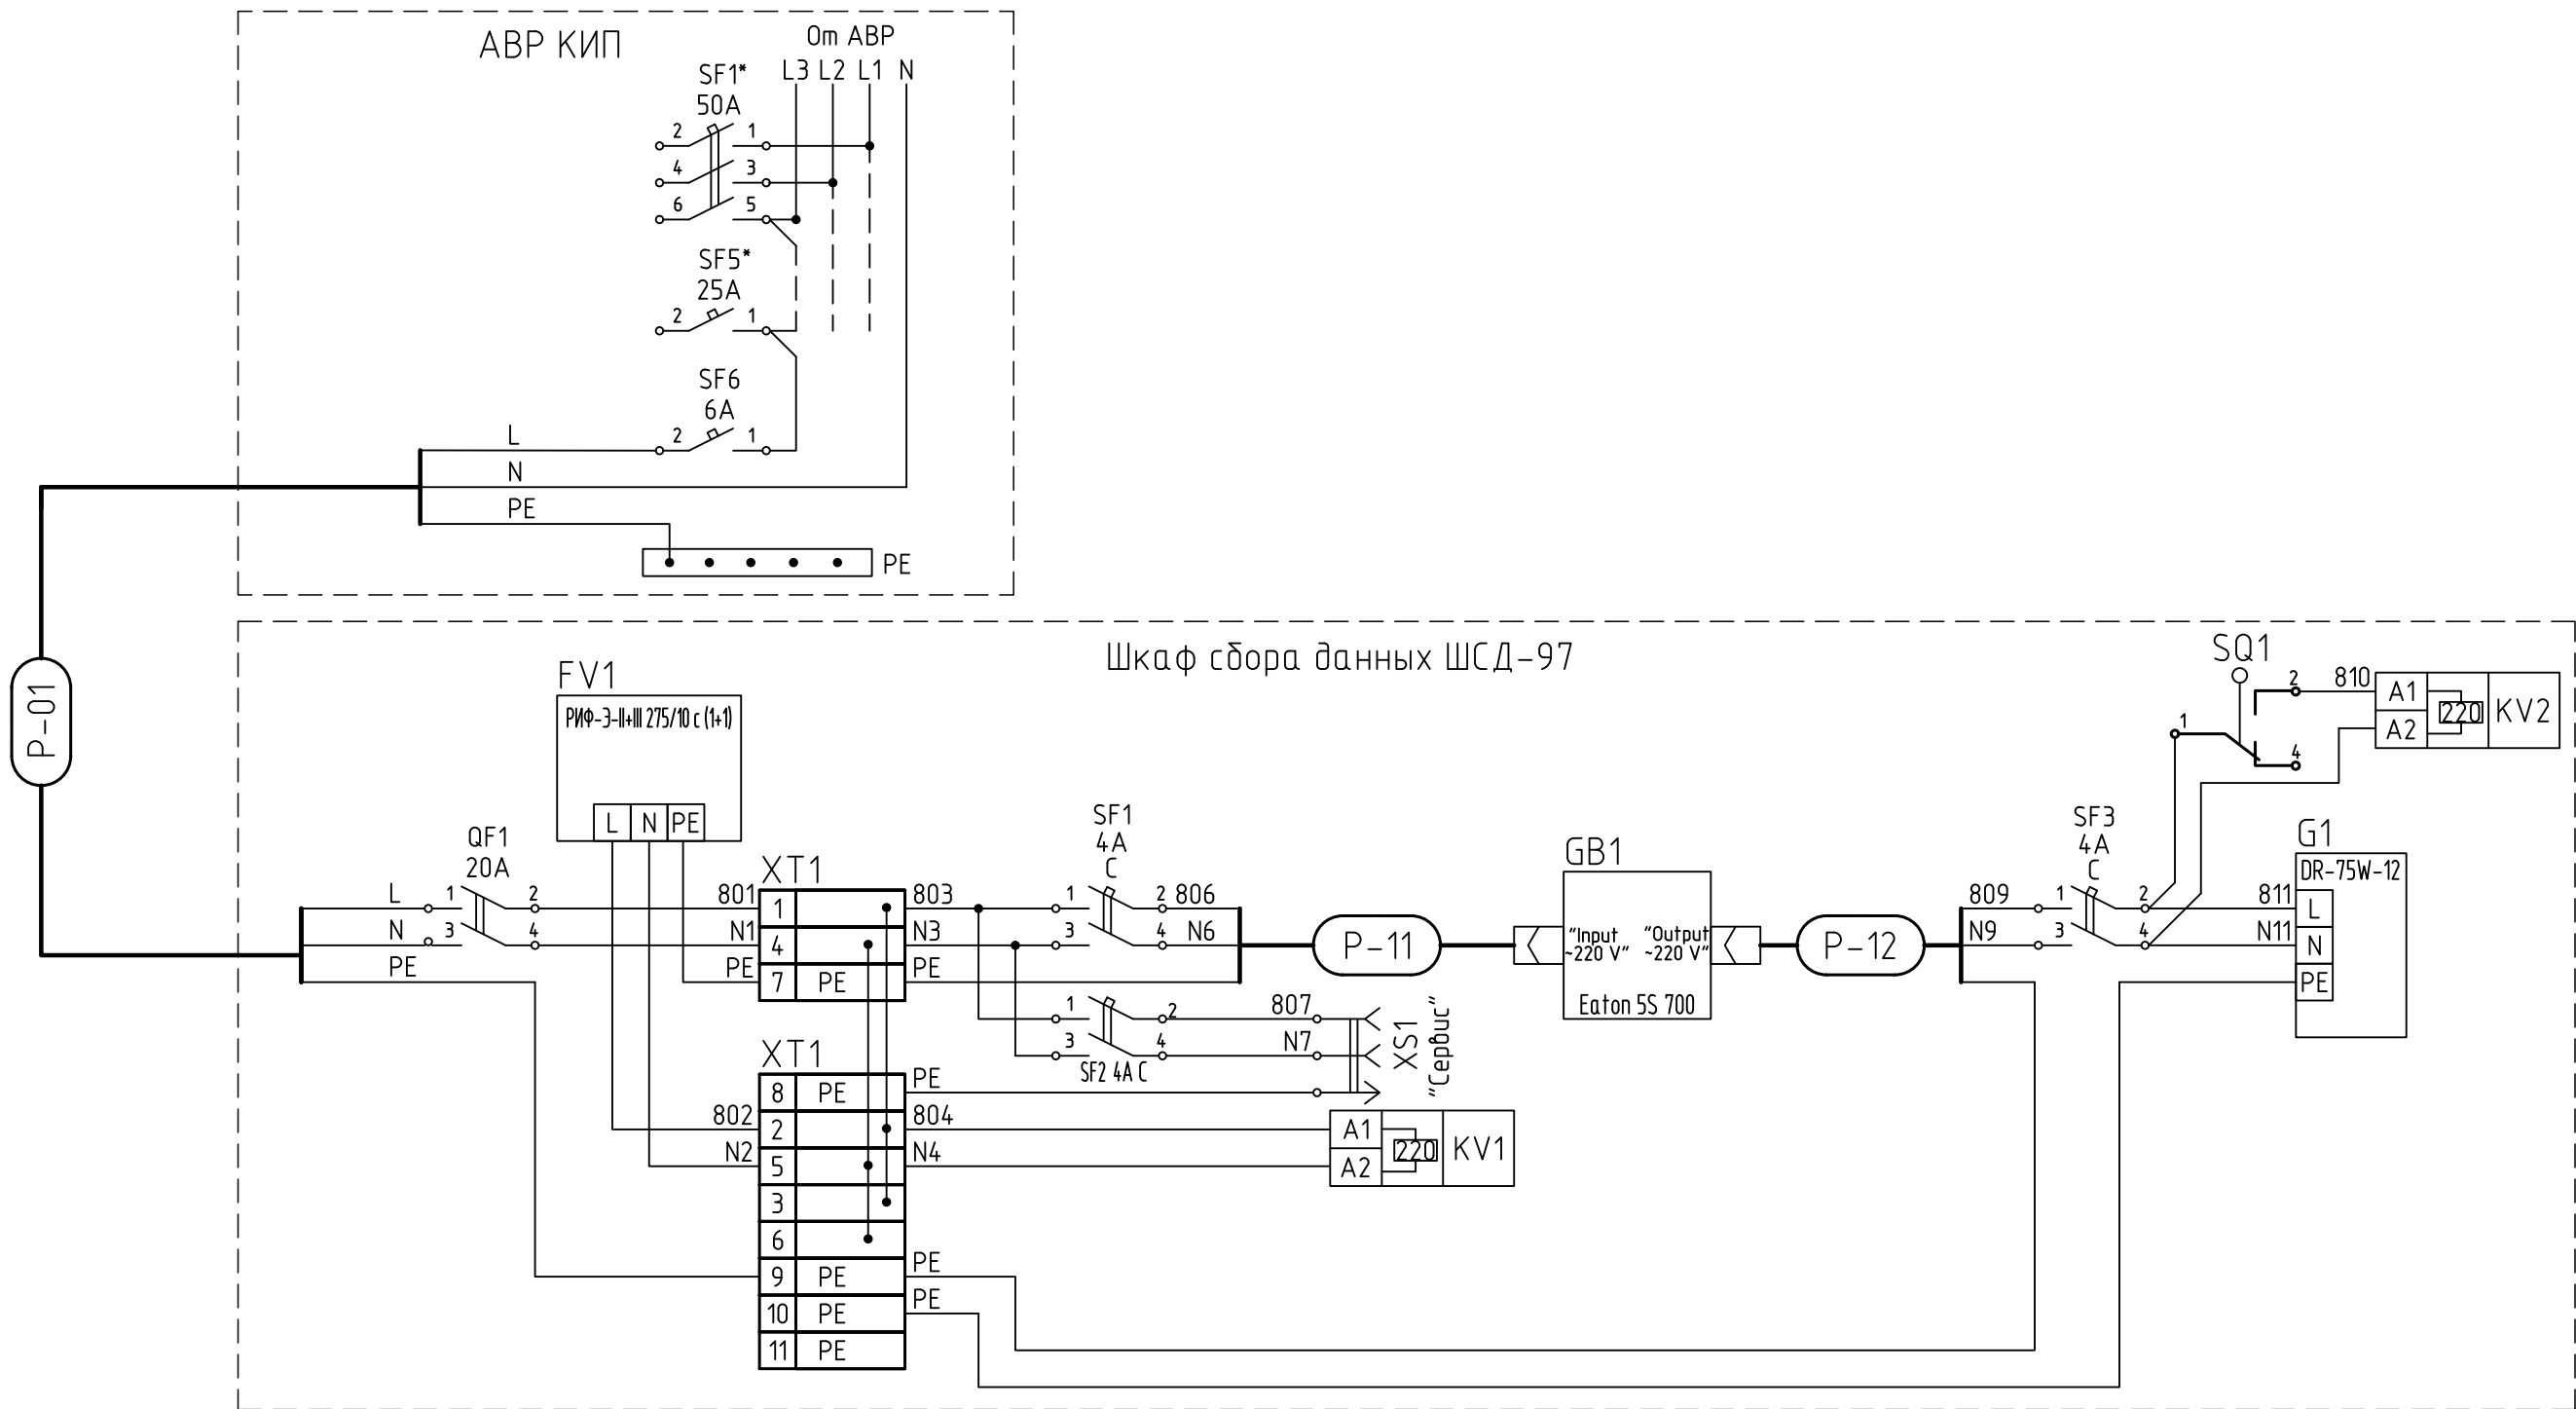 АВР КИП
От АВР
L3 L2 L1 N
SF1*
50А
2 1
4 3
6 5
SF5*
25А
2 1
SF6
6А
2 1
L
N
PE
PE
P-01
Шкаф сбора данных ШСД-97
FV1
РИФ-Э-II+III 275/10 с (1+1)
L N PE
QF1
20А
L 1 2
N 3 4
PE
801
N1
PE
802
N2
XT1
1
4
7 PE
XT1
8 PE
2
5
3
6
9 PE
10 PE
11 PE
803
N3
PE
PE
804
N4
PE
PE
SF1
4А
С
1 2 806
3 4 N6
1 2 807
3 4 N7
SF2 4А С
XS1
"Сервис"
A1
A2
220
KV1
P-11
GB1
"Input
~220 V"
"Output
~220 V"
Eaton 5S 700
P-12
809
N9
SF3
4А
С
1 2
3 4
811
N11
SQ1
1
2
4
810
A1
A2
220
KV2
G1
DR-75W-12
L
N
PE